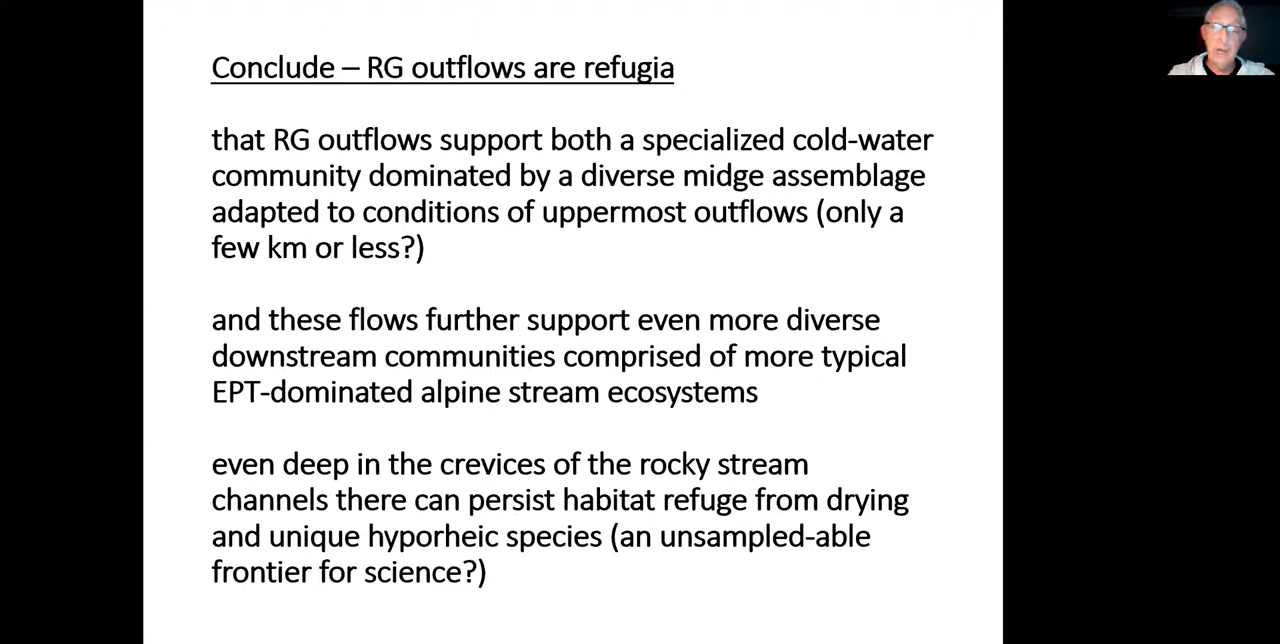 Conclude – RG outflows are refugia
that RG outflows support both a specialized cold-water
community dominated by a diverse midge assemblage
adapted to conditions of uppermost outflows (only a
few km or less?)
and these flows further support even more diverse
downstream communities comprised of more typical
EPT-dominated alpine stream ecosystems
even deep in the crevices of the rocky stream
channels there can persist habitat refuge from drying
and unique hyporheic species (an unsampled-able
frontier for science?)